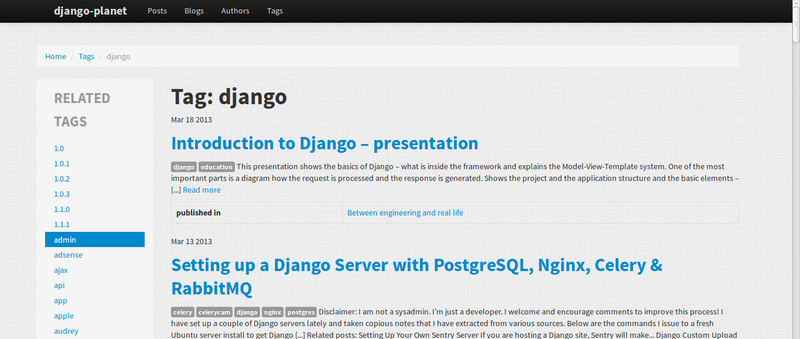 django-planet Posts Blogs Authors Tags
Home / Tags / django
RELATED
TAGS
1.0
1.0.1
1.0.2
1.0.3
1.1.0
1.1.1
admin
adsense
ajax
api
app
apple
audrey
Tag: django
Mar 18 2013
Introduction to Django – presentation
django education This presentation shows the basics of Django – what is inside the framework and explains the Model-View-Template system. One of the most
important parts is a diagram how the request is processed and the response is generated. Shows the project and the application structure and the basic elements –
[...] Read more
published in Between engineering and real life
Mar 13 2013
Setting up a Django Server with PostgreSQL, Nginx, Celery &
RabbitMQ
celery celerycam django nginx postgres Disclaimer: I am not a sysadmin. I'm just a developer. I welcome and encourage comments to improve this process! I
have set up a couple of Django servers lately and taken copious notes that I have extracted from various sources. Below are the commands I issue to a fresh
Ubuntu server install to get Django [...] Related posts: Setting Up Your Own Sentry Server If you are hosting a Django site, Sentry will make... Django Custom Upload